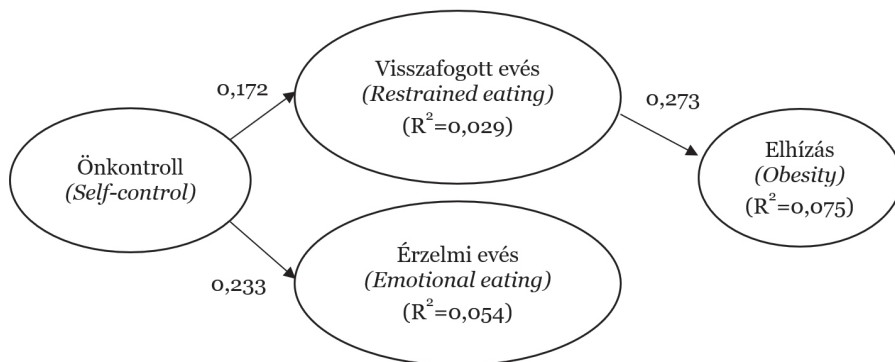 Önkontroll
(Self-control)
0,172
Visszafogott evés
(Restrained eating)
(R²=0,029)
0,273
Elhízás
(Obesity)
(R²=0,075)
0,233
Érzelmi evés
(Emotional eating)
(R²=0,054)